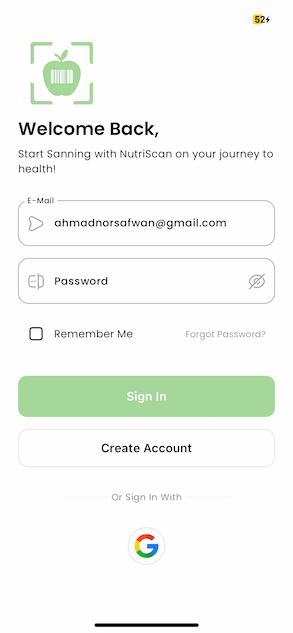 52
Welcome Back,
Start Sanning with NutriScan on your journey to
health!
E-Mail
ahmadnorsafwan@gmail.com
Password
Remember Me
Forgot Password?
Sign In
Create Account
Or Sign In With